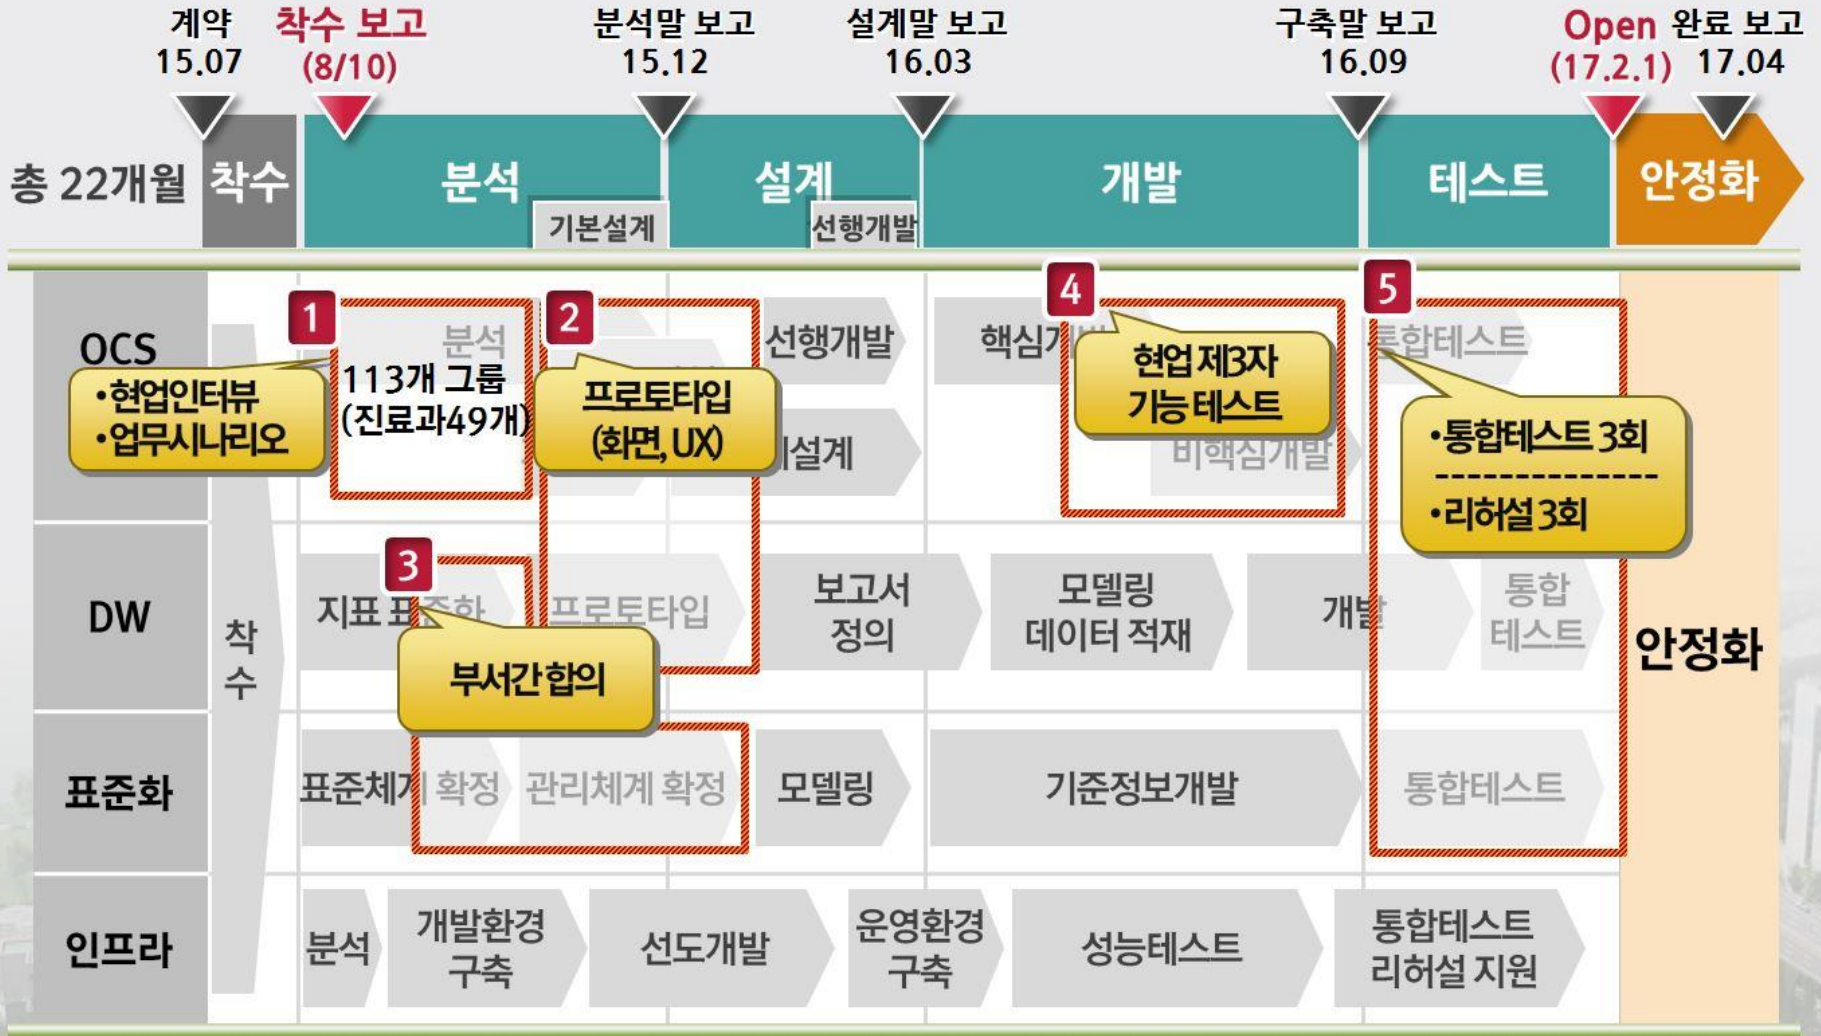 계약
15.07
착수 보고
(8/10)
분석말 보고
15.12
설계말 보고
16.03
구축말 보고
16.09
Open
(17.2.1)
완료 보고
17.04
총 22개월
착수
분석
기본설계
설계
선행개발
개발
테스트
안정화
OCS
•현업인터뷰
•업무시나리오
1
분석
113개 그룹
(진료과49개)
2
프로토타입
(화면, UX)
선행개발
설계
핵심개발
4
현업 제3자
기능 테스트
비핵심개발
5
통합테스트
•통합테스트 3회
---------------
•리허설 3회
착
수
안정화
DW
3
지표 표준화
부서간 합의
프로토타입
보고서
정의
모델링
데이터 적재
개발
통합
테스트
표준화
표준체계 확정
관리체계 확정
모델링
기준정보개발
통합테스트
인프라
분석
개발환경
구축
선도개발
운영환경
구축
성능테스트
통합테스트
리허설 지원